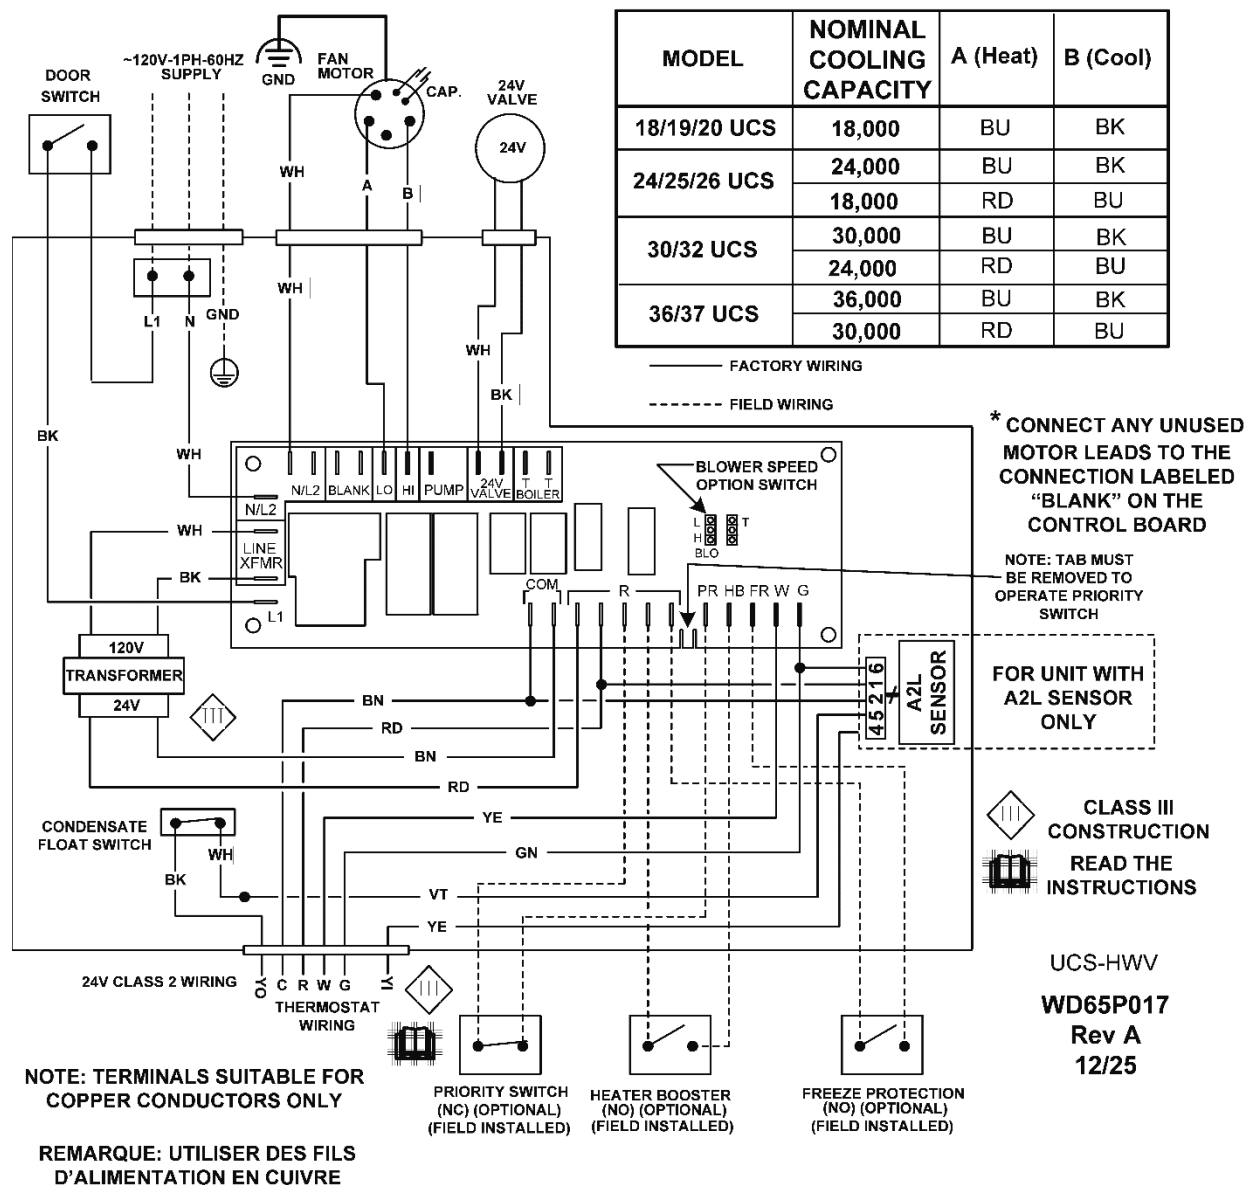 ~120V-1PH-60HZ
SUPPLY
DOOR
SWITCH
GND
FAN
MOTOR
CAP.
24V
VALVE
24V
WH
A
B
MODEL
NOMINAL
COOLING
CAPACITY
A (Heat)
B (Cool)
18/19/20 UCS
18,000
BU
BK
24/25/26 UCS
24,000
BU
BK
18,000
RD
BU
30/32 UCS
30,000
BU
BK
24,000
RD
BU
36/37 UCS
36,000
BU
BK
30,000
RD
BU
FACTORY WIRING
FIELD WIRING
* CONNECT ANY UNUSED
MOTOR LEADS TO THE
CONNECTION LABELED
“BLANK” ON THE
CONTROL BOARD
L1
N
GND
WH
WH
BK
BK
WH
N/L2
BLANK
LO
HI
PUMP
24V
VALVE
T T
BOILER
BLOWER SPEED
OPTION SWITCH
L
H
T
BLO
N/L2
LINE
XFMR
L1
WH
BK
COM
R
PR HB FR W G
NOTE: TAB MUST
BE REMOVED TO
OPERATE PRIORITY
SWITCH
120V
TRANSFORMER
24V
III
BN
RD
BN
RD
6
1
2
5
4
A2L
SENSOR
FOR UNIT WITH
A2L SENSOR
ONLY
CONDENSATE
FLOAT SWITCH
WH
BK
YE
GN
VT
YE
III
CLASS III
CONSTRUCTION
READ THE
INSTRUCTIONS
24V CLASS 2 WIRING
YO
C R W G
YI
THERMOSTAT
WIRING
III
UCS-HWV
WD65P017
Rev A
12/25
NOTE: TERMINALS SUITABLE FOR
COPPER CONDUCTORS ONLY
PRIORITY SWITCH
(NC) (OPTIONAL)
(FIELD INSTALLED)
HEATER BOOSTER
(NO) (OPTIONAL)
(FIELD INSTALLED)
FREEZE PROTECTION
(NO) (OPTIONAL)
(FIELD INSTALLED)
REMARQUE: UTILISER DES FILS
D’ALIMENTATION EN CUIVRE